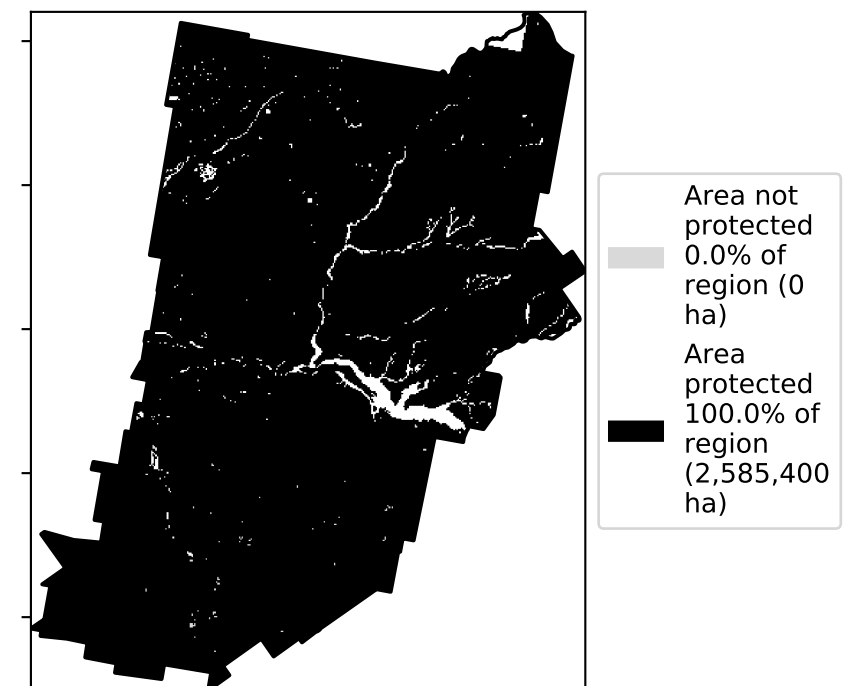 Area not
protected
0.0% of
region (0
ha)
Area
protected
100.0% of
region
(2,585,400
ha)